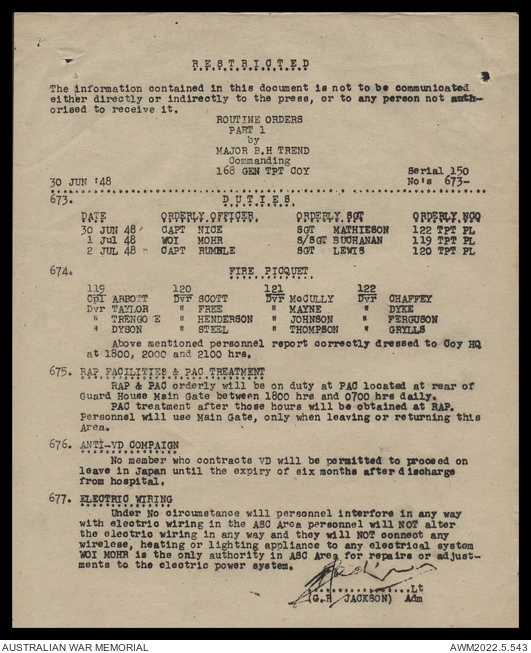 RESTRICTED
The information contained in this document is not to be communicated
either directly or indirectly to the press, or to any person not auth-
orised to receive it.
ROUTINE ORDERS
PART 1
by
MAJOR B.H TREND
Commanding
168 GEN TPT COY
Serial 150
30 JUN '48
No's 673-
673. DUTIES
DATE ORDERLY OFFICER ORDERLY SGT ORDERLY NCO
30 JUN 48 CAPT NICE SGT MATHIESON 122 TPT PL
1 Jul 48 WOI MOHR S/SGT BUCHANAN 119 TPT PL
2 JUL 48 CAPT RUMBLE SGT LEWIS 120 TPT PL
674. FIRE PICQUET
119 120 121 122
Cpl ABBOTT Dvr SCOTT Dvr McCULLY Dvr CHAFFEY
Dvr TAYLOR " FREE " MAYNE " DYKE
" TRENGO E " HENDERSON " JOHNSON " FERGUSON
" DYSON " STEEL " THOMPSON " GRYLLS
Above mentioned personnel report correctly dressed to Coy HQ
at 1800, 2000 and 2100 hrs.
675. RAP FACILITIES & PAC TREATMENT
RAP & PAC orderly will be on duty at PAC located at rear of
Guard House Main Gate between 1800 hrs and 0700 hrs daily.
PAC treatment after those hours will be obtained at RAP.
Personnel will use Main Gate, only when leaving or returning this
Area.
676. ANTI-VD COMPAIGN
No member who contracts VD will be permitted to proceed on
leave in Japan until the expiry of six months after discharge
from hospital.
677. ELECTRIC WIRING
Under No circumstance will personnel interfere in any way
with electric wiring in the ASC Area personnel will NOT alter
the electric wiring in any way and they will NOT connect any
wireless, heating or lighting appliance to any electrical system
WOI MOHR is the only authority in ASC Area for repairs or adjust-
ments to the electric power system.
Lt
(G.R JACKSON) Adm
AUSTRALIAN WAR MEMORIAL
AWM2022.5.543